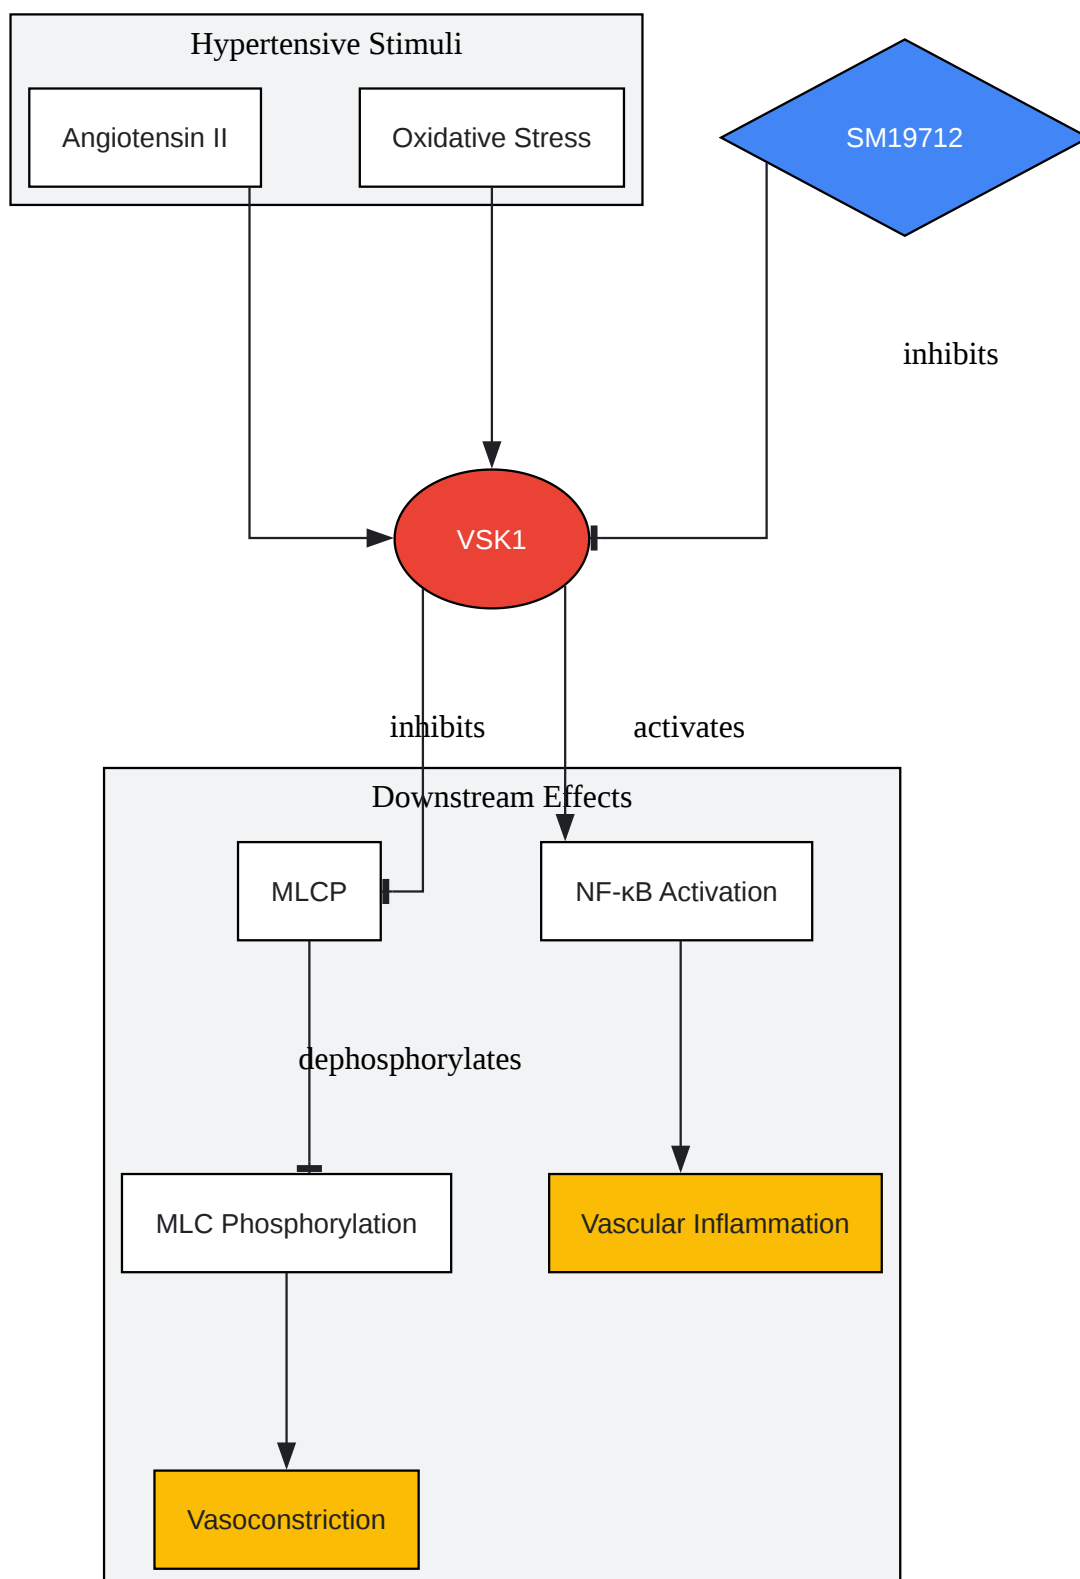 Hypertensive Stimuli
Angiotensin II
Oxidative Stress
SM19712
inhibits
VSK1
inhibits
activates
Downstream Effects
MLCP
NF-κB Activation
dephosphorylates
MLC Phosphorylation
Vascular Inflammation
Vasoconstriction